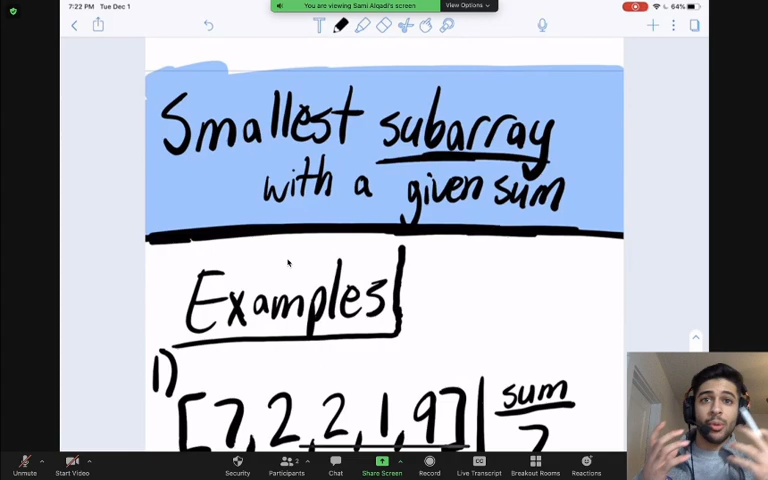 7:22 PM Tue Dec 1
You are viewing Sami Alqadi's screen
View Options
64%
Smallest subarray
with a given sum
Examples
1)
[7, 2, 2, 1, 97] sum
Unmute
Start Video
Security
Participants
2
Chat
Share Screen
Record
Live Transcript
Breakout Rooms
Reactions